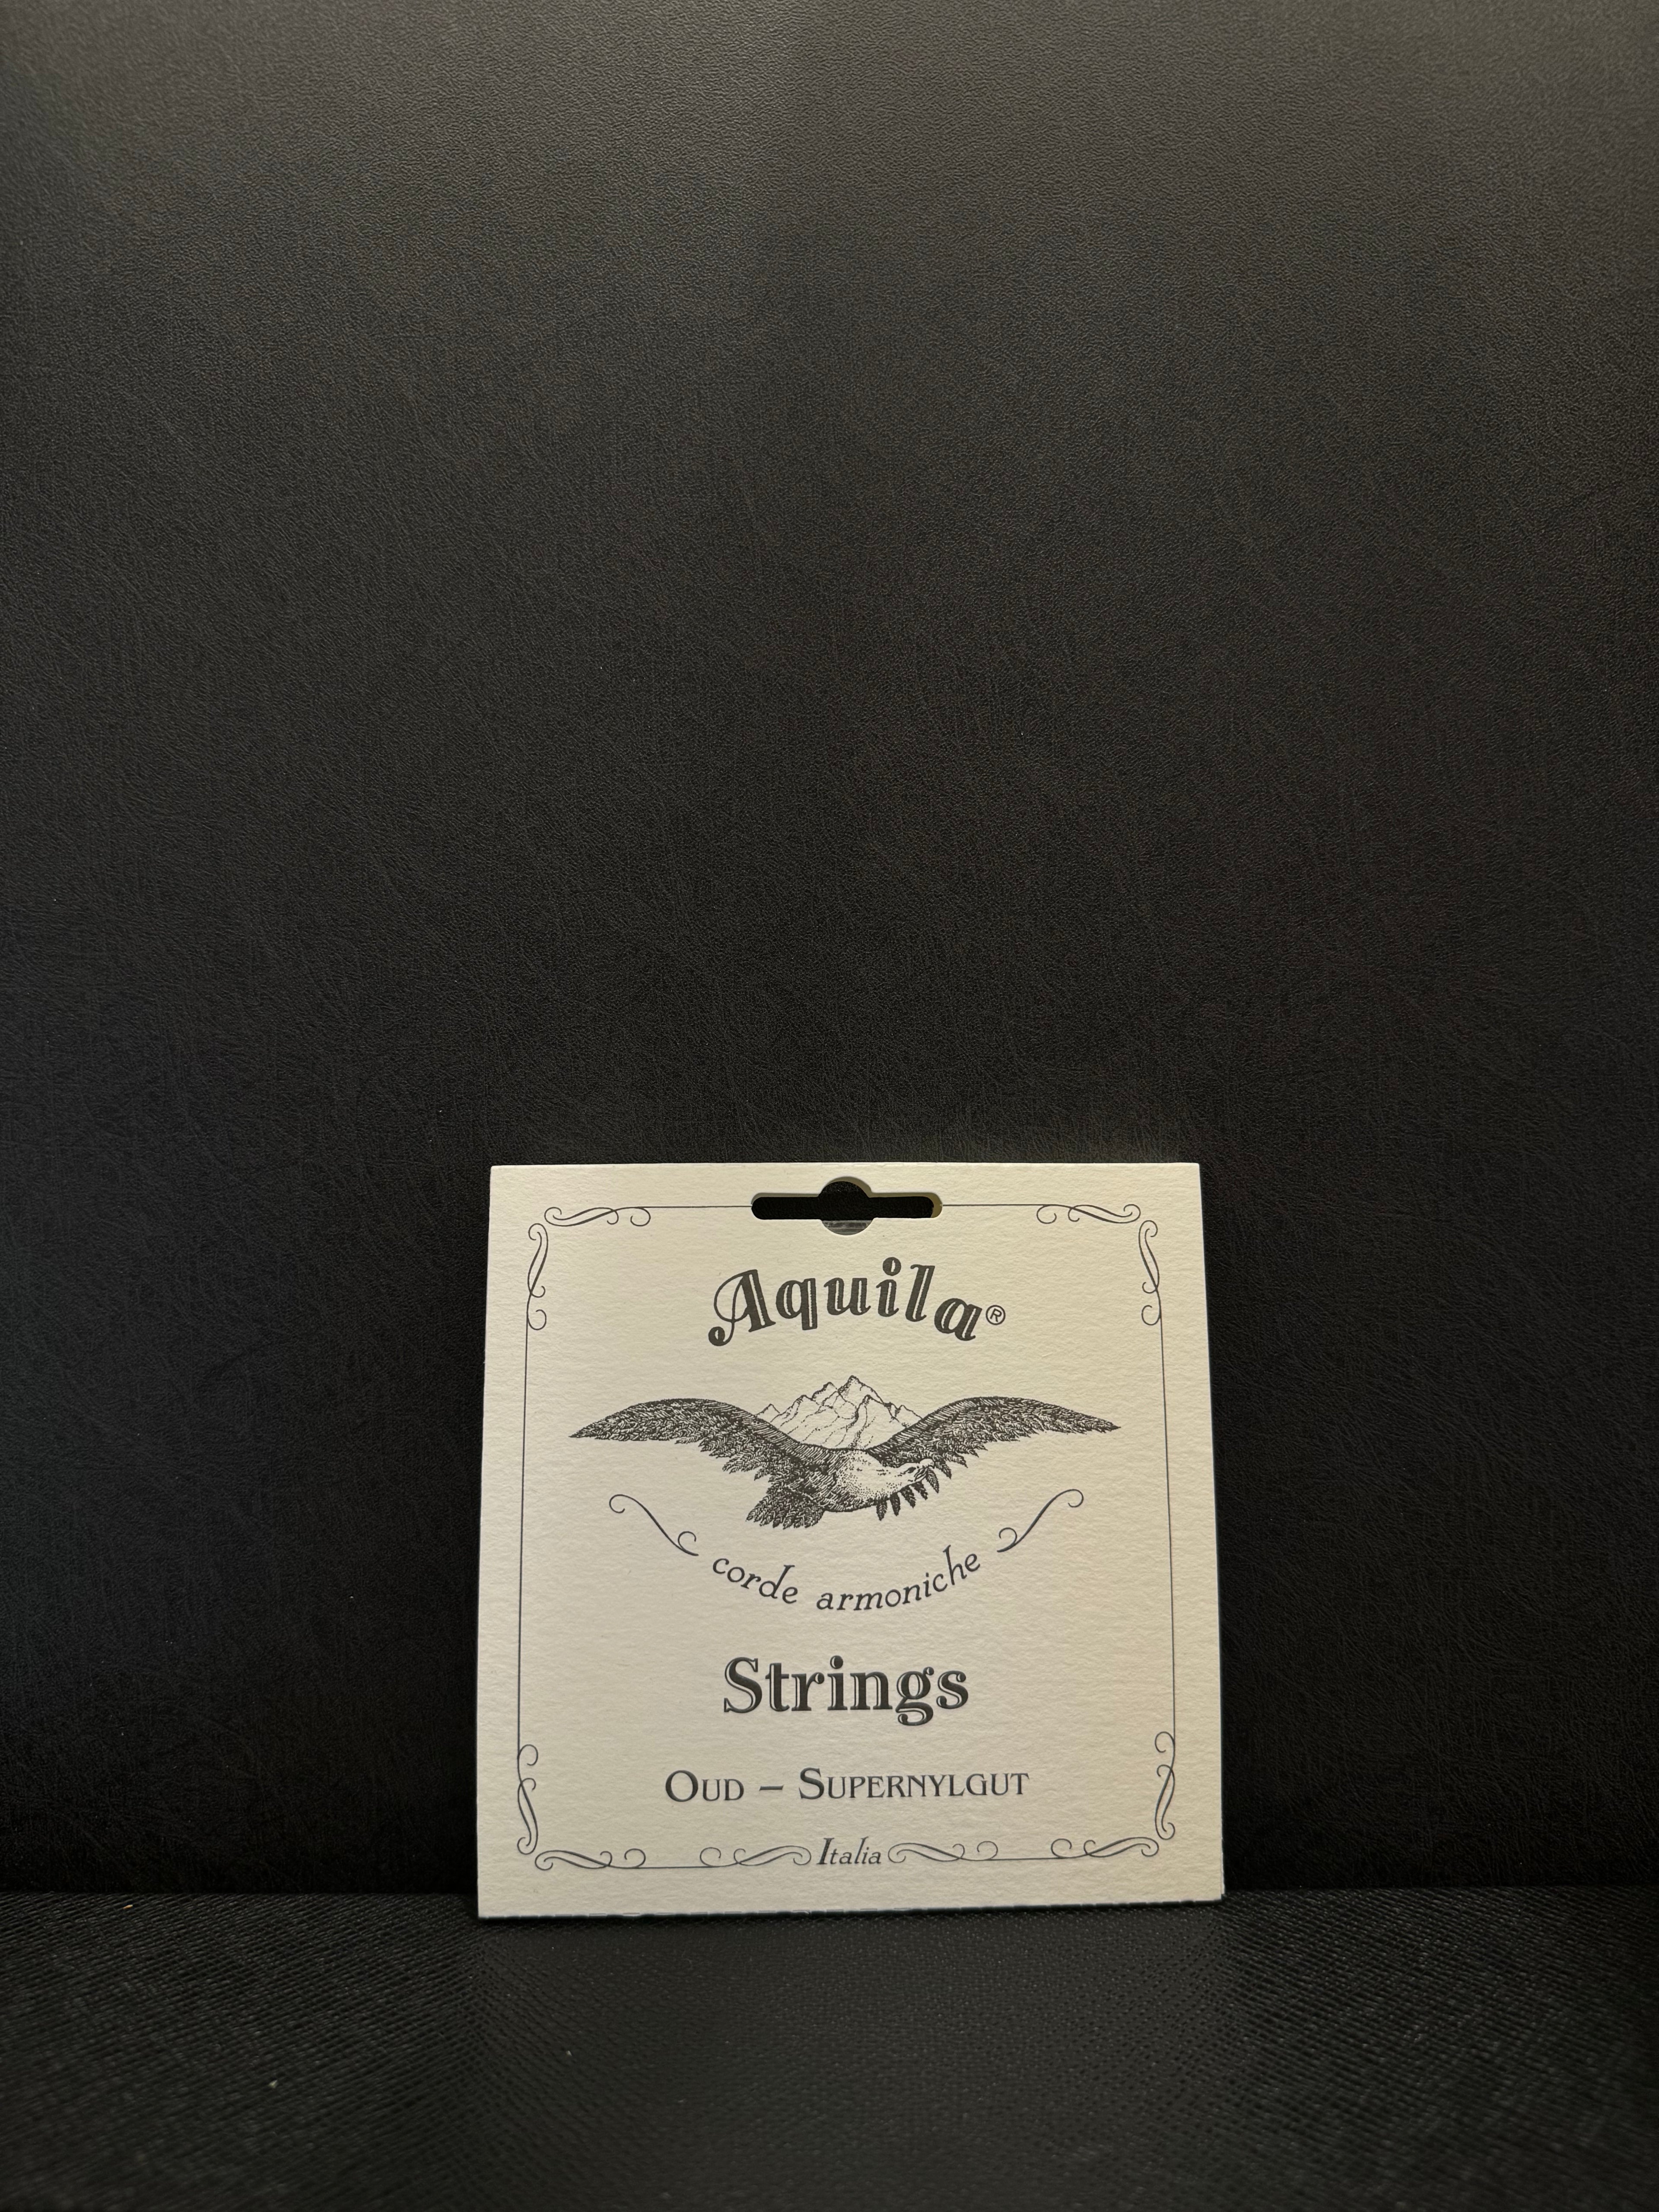 Aquila®
corde armoniche
Strings
OUD – SUPERNYLGUT
Italia